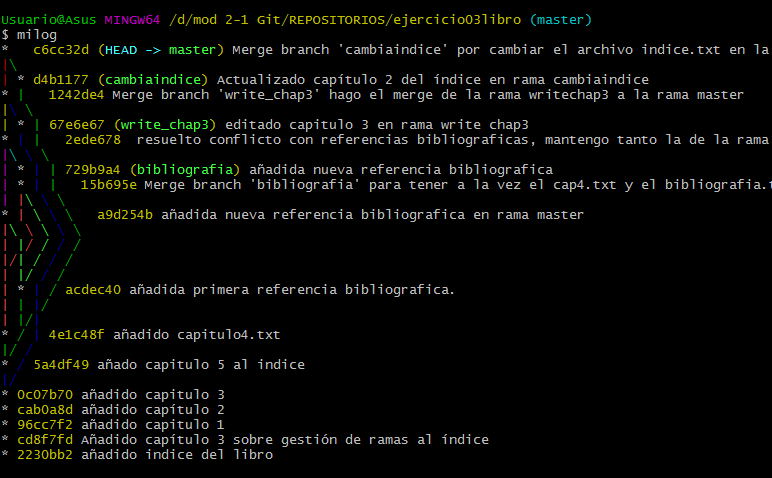 Usuario@Asus MINGW64 /d/mod 2-1 Git/REPOSITORIOS/ejercicio03libro (master)
$ milog
*   c6cc32d (HEAD -> master) Merge branch 'cambiaindice' por cambiar el archivo indice.txt en la
|\
| * d4b1177 (cambiaindice) Actualizado capítulo 2 del índice en rama cambiaindice
* |   1242de4 Merge branch 'write_chap3' hago el merge de la rama writechap3 a la rama master
|\ \
| * | 67e6e67 (write_chap3) editado capitulo 3 en rama write chap3
* | |   2ede678  resuelto conflicto con referencias bibliograficas, mantengo tanto la de la rama
|\ \ \
| * | | 729b9a4 (bibliografia) añadida nueva referencia bibliografica
| * | |   15b695e Merge branch 'bibliografia' para tener a la vez el cap4.txt y el bibliografia.t
| |\ \ \
* | \ \ \   a9d254b añadida nueva referencia bibliografica en rama master
|\ \ \ \ \
| |/ / / /
|/| / / /
| |/ / /
| * | / acdec40 añadida primera referencia bibliografica.
| | |/
| |/|
* / | 4e1c48f añadido capitulo4.txt
|/ /
* / 5a4df49 añado capitulo 5 al indice
|/
* 0c07b70 añadido capítulo 3
* cab0a8d añadido capítulo 2
* 96cc7f2 añadido capítulo 1
* cd8f7fd Añadido capítulo 3 sobre gestión de ramas al índice
* 2230bb2 añadido indice del libro